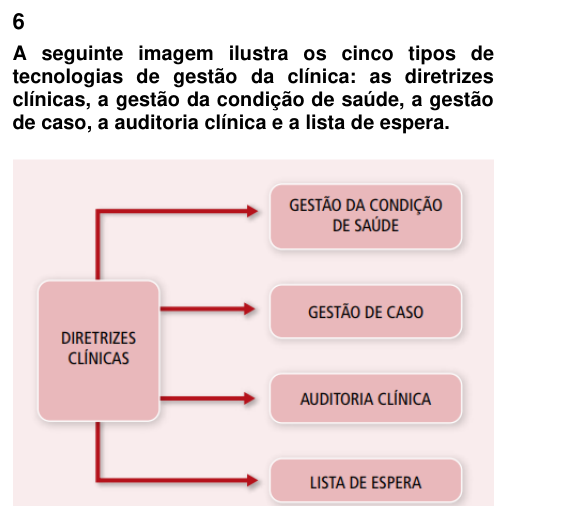 6
A seguinte imagem ilustra os cinco tipos de
tecnologias de gestão da clínica: as diretrizes
clínicas, a gestão da condição de saúde, a gestão
de caso, a auditoria clínica e a lista de espera.
GESTÃO DA CONDIÇÃO
DE SAÚDE
GESTÃO DE CASO
DIRETRIZES
CLÍNICAS
AUDITORIA CLÍNICA
LISTA DE ESPERA